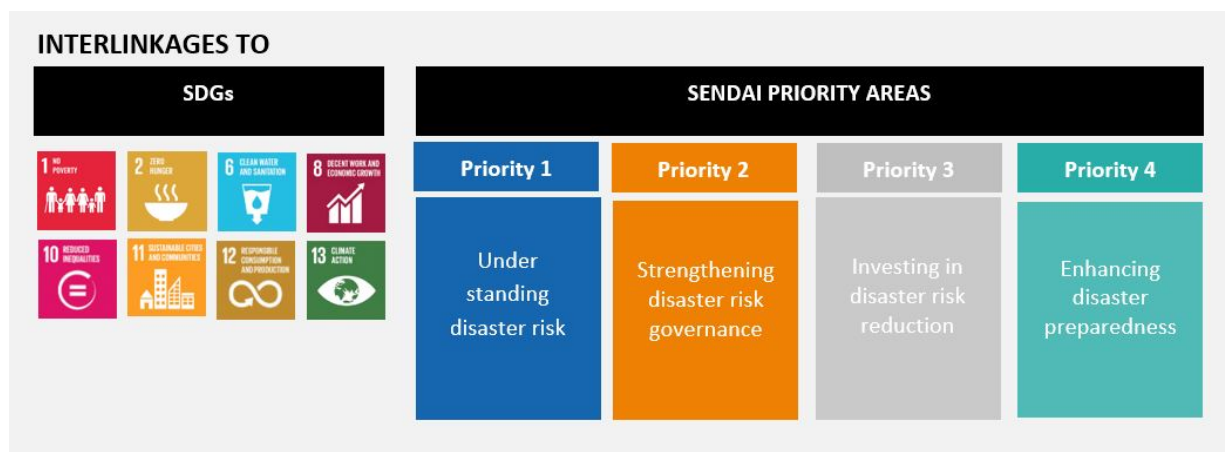 INTERLINKAGES TO
SDGs
1 NO
POVERTY
2 ZERO
HUNGER
6 CLEAN WATER
AND SANITATION
8 DECENT WORK AND
ECONOMIC GROWTH
10 REDUCED
INEQUALITIES
11 SUSTAINABLE CITIES
AND COMMUNITIES
12 RESPONSIBLE
CONSUMPTION
AND PRODUCTION
13 CLIMATE
ACTION
SENDAI PRIORITY AREAS
Priority 1
Under
standing
disaster risk
Priority 2
Strengthening
disaster risk
governance
Priority 3
Investing in
disaster risk
reduction
Priority 4
Enhancing
disaster
preparedness